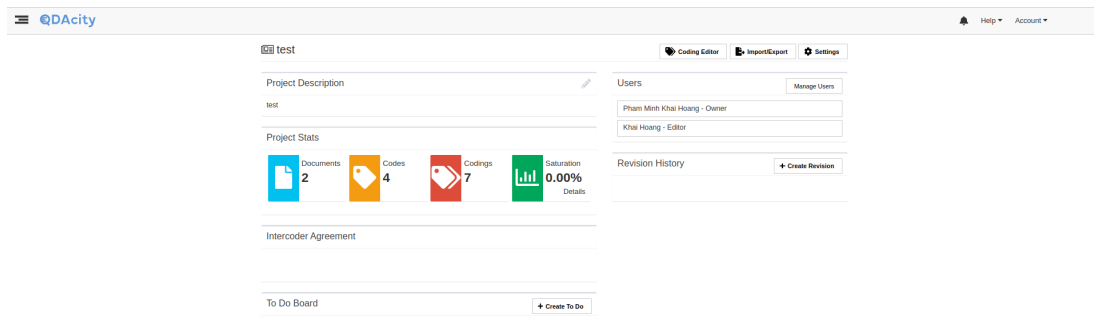 QDAcity
Help
Account
test
Coding Editor
Import/Export
Settings
Project Description
test
Project Stats
Documents
2
Codes
4
Codings
7
Saturation
0.00%
Details
Intercoder Agreement
To Do Board
+ Create To Do
Users
Manage Users
Pham Minh Khai Hoang - Owner
Khai Hoang - Editor
Revision History
+ Create Revision